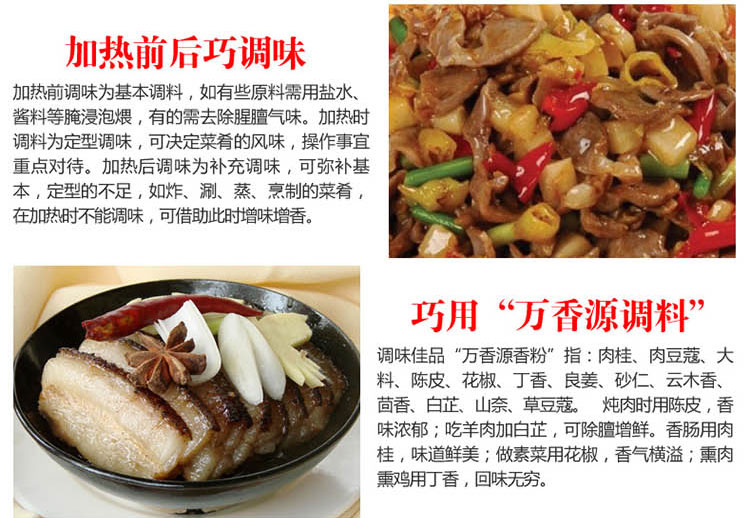 加热前后巧调味
加热前调味为基本调料，如有些原料需用盐水、
酱料等腌浸泡煨，有的需去除腥膻气味。加热时
调料为定型调味，可决定菜肴的风味，操作事宜
重点对待。加热后调味为补充调味，可弥补基
本，定型的不足，如炸、涮、蒸、烹制的菜肴，
在加热时不能调味，可借助此时增味增香。
巧用“万香源调料”
调味佳品“万香源香粉”指：肉桂、肉豆蔻、大
料、陈皮、花椒、丁香、良姜、砂仁、云木香、
茴香、白芷、山奈、草豆蔻。 炖肉时用陈皮，香
味浓郁；吃羊肉加白芷，可除膻增鲜。香肠用肉
桂，味道鲜美；做素菜用花椒，香气横溢；熏肉
熏鸡用丁香，回味无穷。